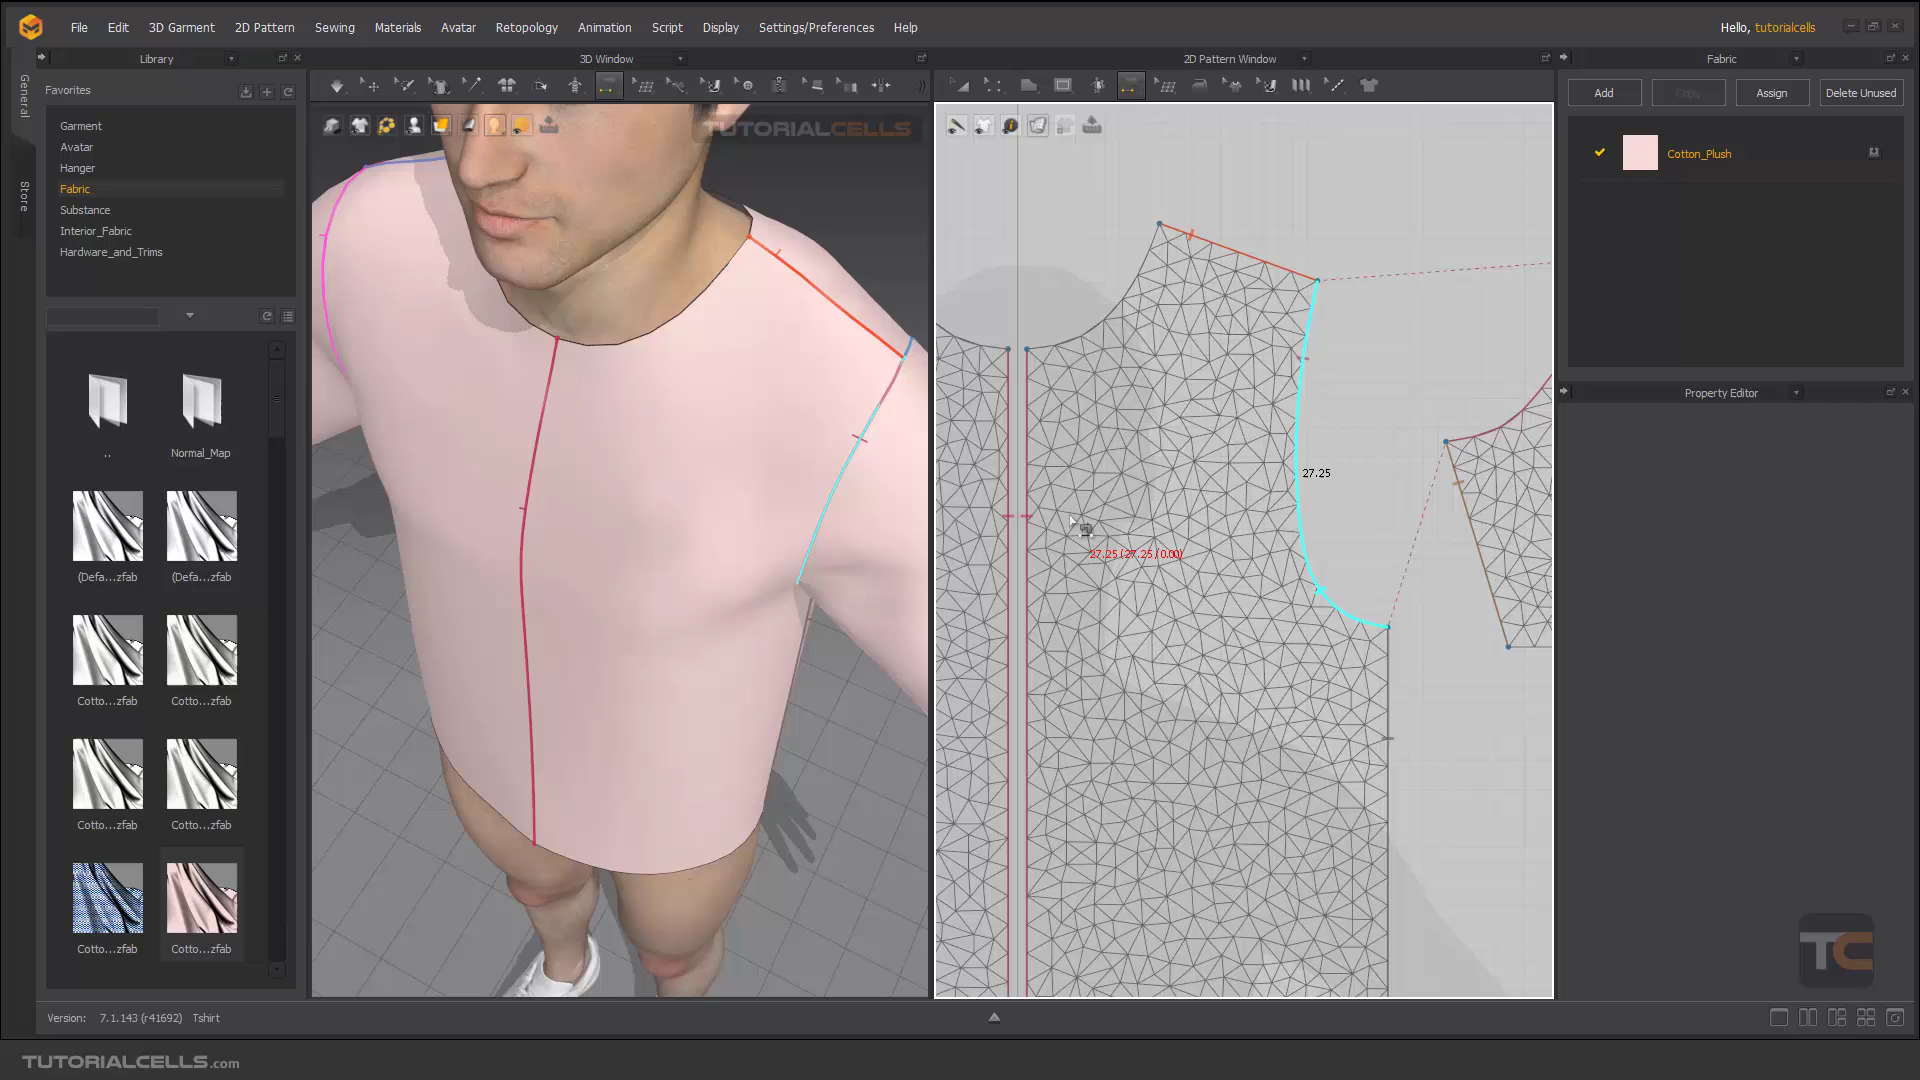 File Edit 3D Garment 2D Pattern Sewing Materials Avatar Retopology Animation Script Display Settings/Preferences Help
Hello, tutorialcells
General
Store
Library
Favorites
Garment
Avatar
Hanger
Fabric
Substance
Interior_Fabric
Hardware_and_Trims
..
Normal_Map
(Defa...zfab
(Defa...zfab
Cotto...zfab
Cotto...zfab
Cotto...zfab
Cotto...zfab
Cotto...zfab
Cotto...zfab
3D Window
TUTORIALCELLS
2D Pattern Window
27.25
27.25 (27.25 / 0.00)
Fabric
Add Copy Assign Delete Unused
Cotton_Plush
Property Editor
TC
Version: 7.1.143 (r41692) Tshirt
TUTORIALCELLS.com